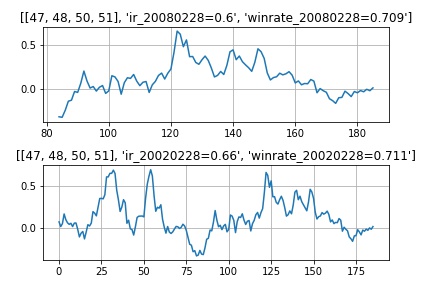 [[47, 48, 50, 51], 'ir_20080228=0.6', 'winrate_20080228=0.709']
0.5
0.0
80 100 120 140 160 180
[[47, 48, 50, 51], 'ir_20020228=0.66', 'winrate_20020228=0.711']
0.5
0.0
0 25 50 75 100 125 150 175